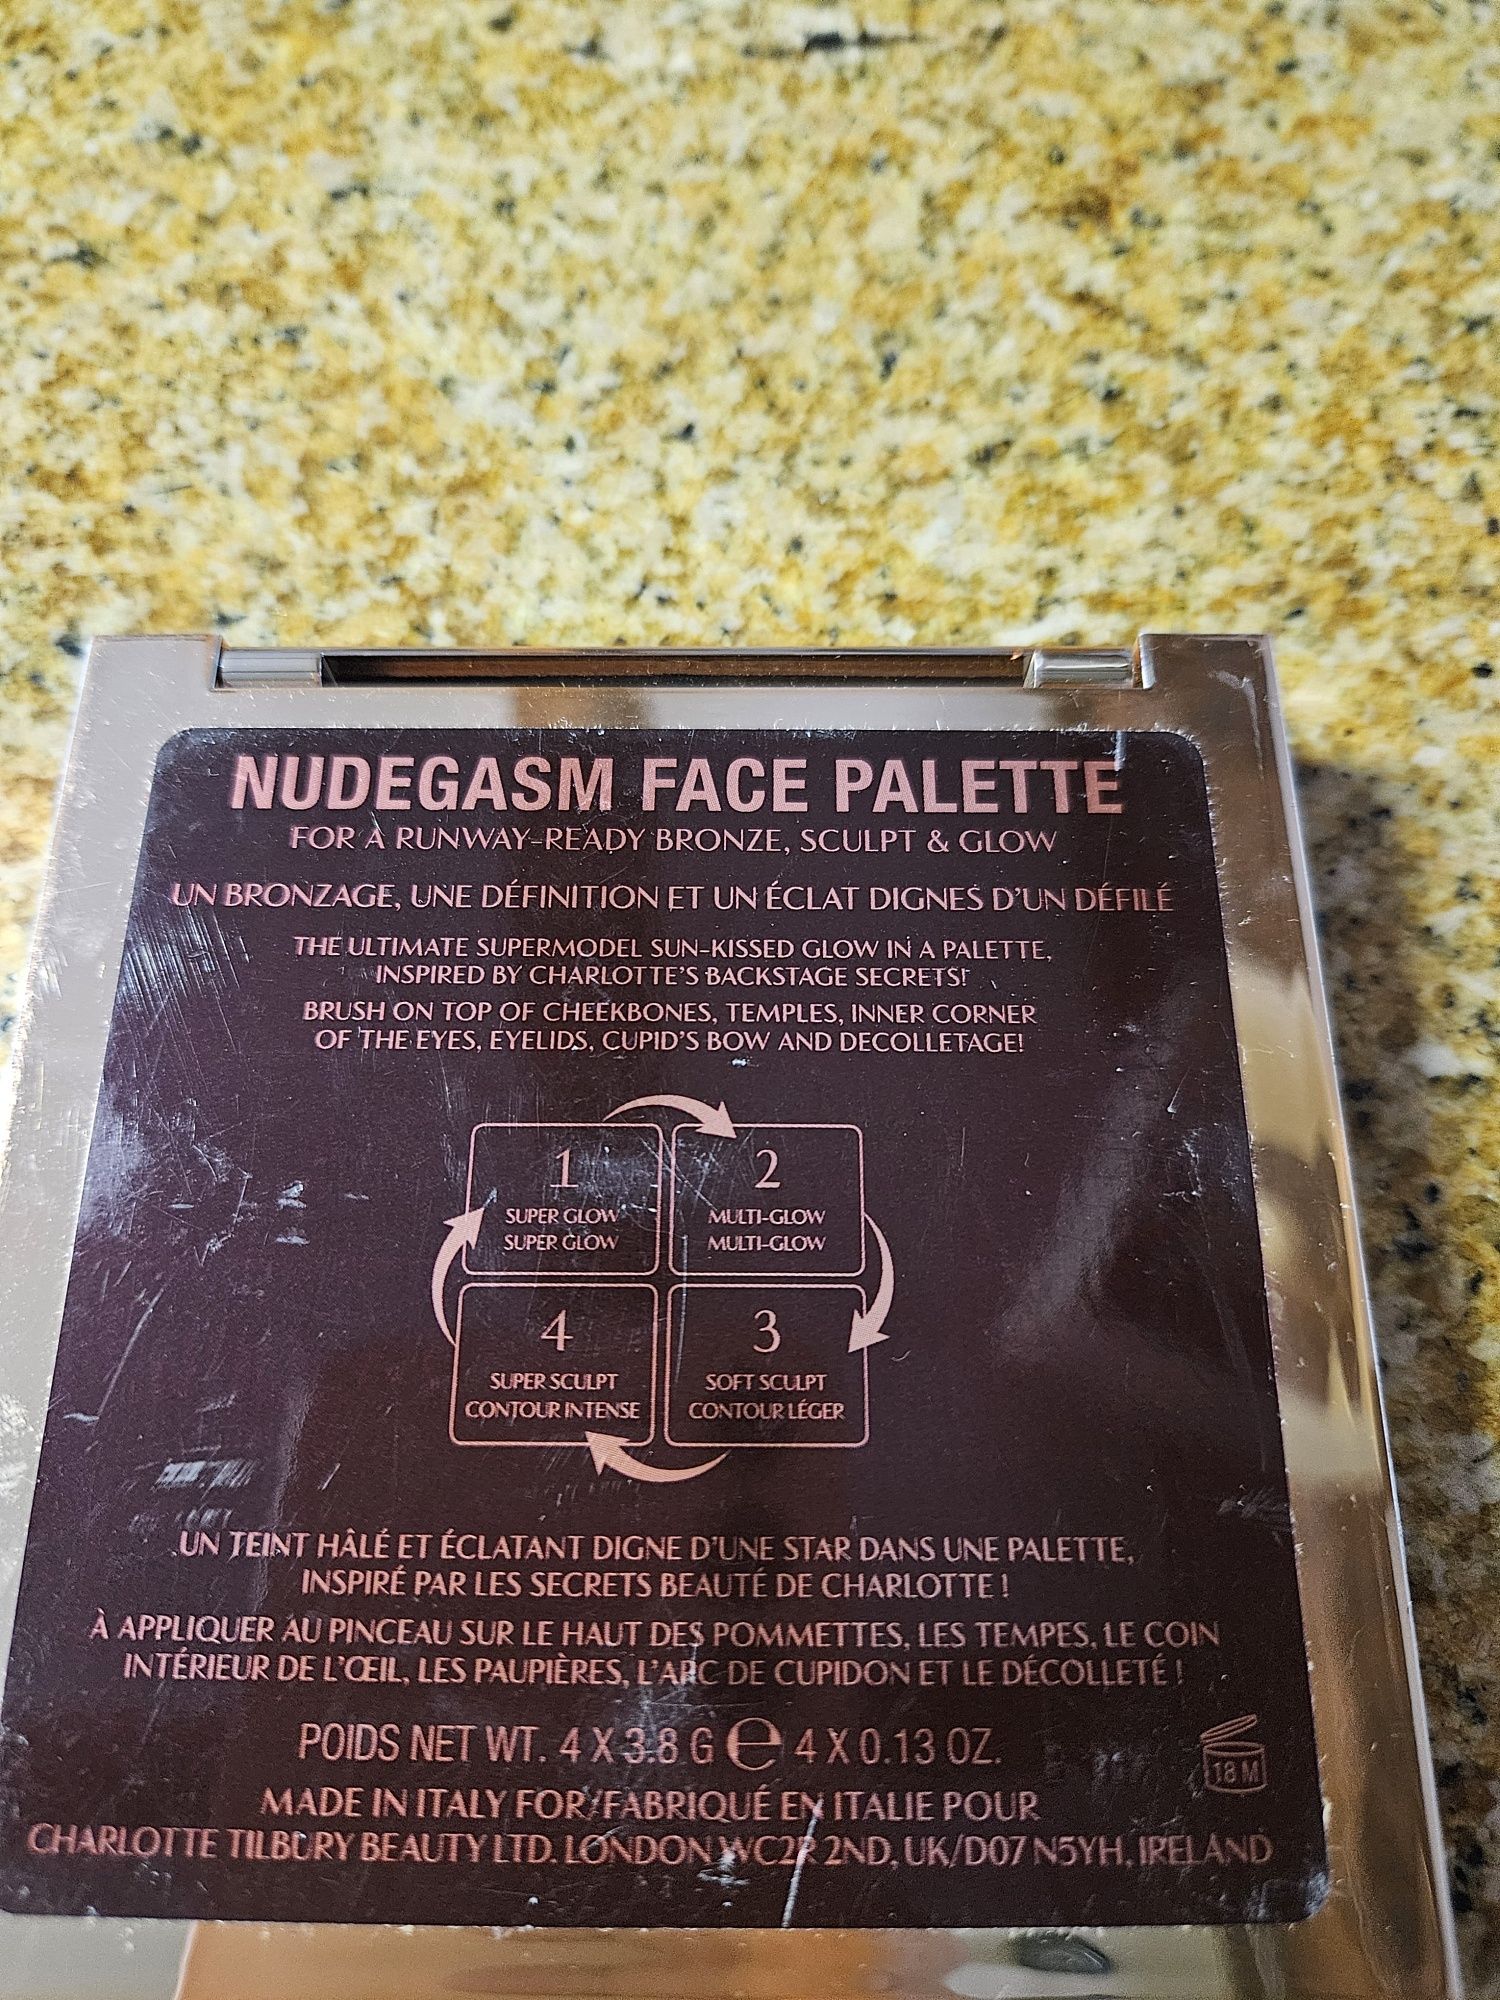 NUDEGASM FACE PALETTE
FOR A RUNWAY-READY BRONZE, SCULPT & GLOW
UN BRONZAGE, UNE DÉFINITION ET UN ÉCLAT DIGNES D'UN DÉFILÉ
THE ULTIMATE SUPERMODEL SUN-KISSED GLOW IN A PALETTE,
INSPIRED BY CHARLOTTE'S BACKSTAGE SECRETS!
BRUSH ON TOP OF CHEEKBONES, TEMPLES, INNER CORNER
OF THE EYES, EYELIDS, CUPID'S BOW AND DECOLLETAGE!
1
SUPER GLOW
SUPER GLOW
2
MULTI-GLOW
MULTI-GLOW
4
SUPER SCULPT
CONTOUR INTENSE
3
SOFT SCULPT
CONTOUR LÉGER
UN TEINT HÂLÉ ET ÉCLATANT DIGNE D'UNE STAR DANS UNE PALETTE,
INSPIRÉ PAR LES SECRETS BEAUTÉ DE CHARLOTTE !
À APPLIQUER AU PINCEAU SUR LE HAUT DES POMMETTES, LES TEMPES, LE COIN
INTÉRIEUR DE L'ŒIL, LES PAUPIÈRES, L'ARC DE CUPIDON ET LE DÉCOLLETÉ !
POIDS NET WT. 4 X 3.8 G ℮ 4 X 0.13 OZ.
18 M
MADE IN ITALY FOR/FABRIQUÉ EN ITALIE POUR
CHARLOTTE TILBURY BEAUTY LTD. LONDON WC2R 2ND, UK/D07 N5YH, IRELAND